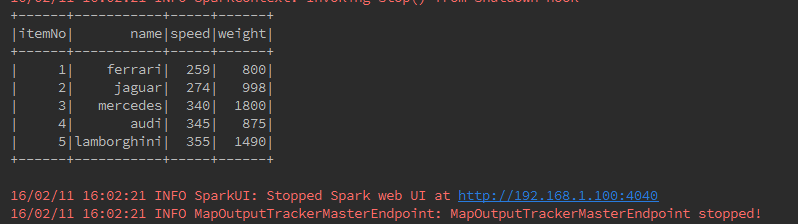 16/02/11 16:02:21 INFO SparkContext: Invoking stop() from shutdown hook
+------+-----------+-----+------+
|itemNo|       name|speed|weight|
+------+-----------+-----+------+
|     1|    ferrari|  259|   800|
|     2|     jaguar|  274|   998|
|     3|   mercedes|  340|  1800|
|     4|       audi|  345|   875|
|     5|lamborghini|  355|  1490|
+------+-----------+-----+------+
16/02/11 16:02:21 INFO SparkUI: Stopped Spark web UI at http://192.168.1.100:4040
16/02/11 16:02:21 INFO MapOutputTrackerMasterEndpoint: MapOutputTrackerMasterEndpoint stopped!